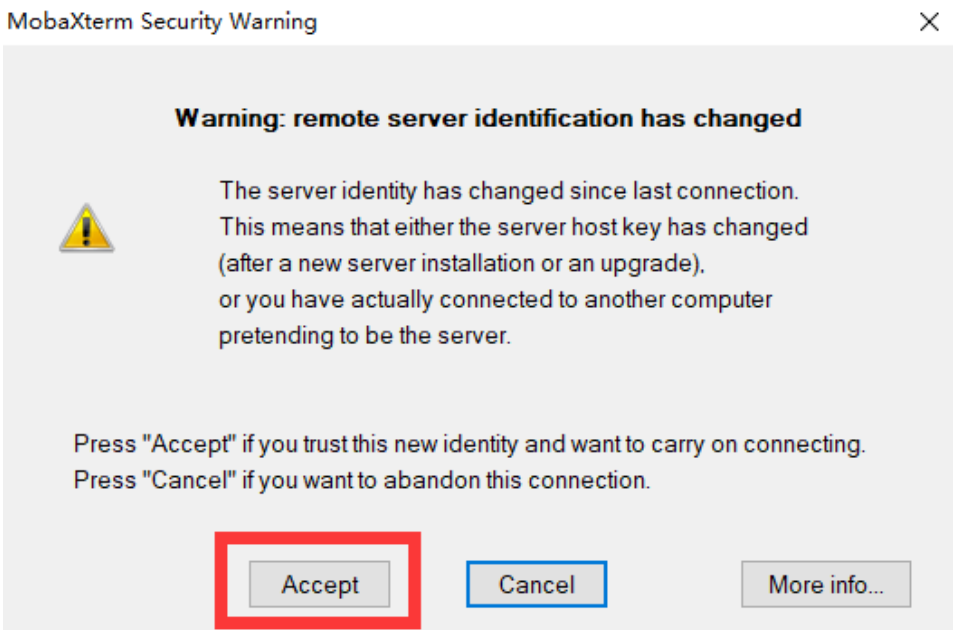 MobaXterm Security Warning
Warning: remote server identification has changed
The server identity has changed since last connection.
This means that either the server host key has changed
(after a new server installation or an upgrade),
or you have actually connected to another computer
pretending to be the server.
Press "Accept" if you trust this new identity and want to carry on connecting.
Press "Cancel" if you want to abandon this connection.
Accept Cancel More info...